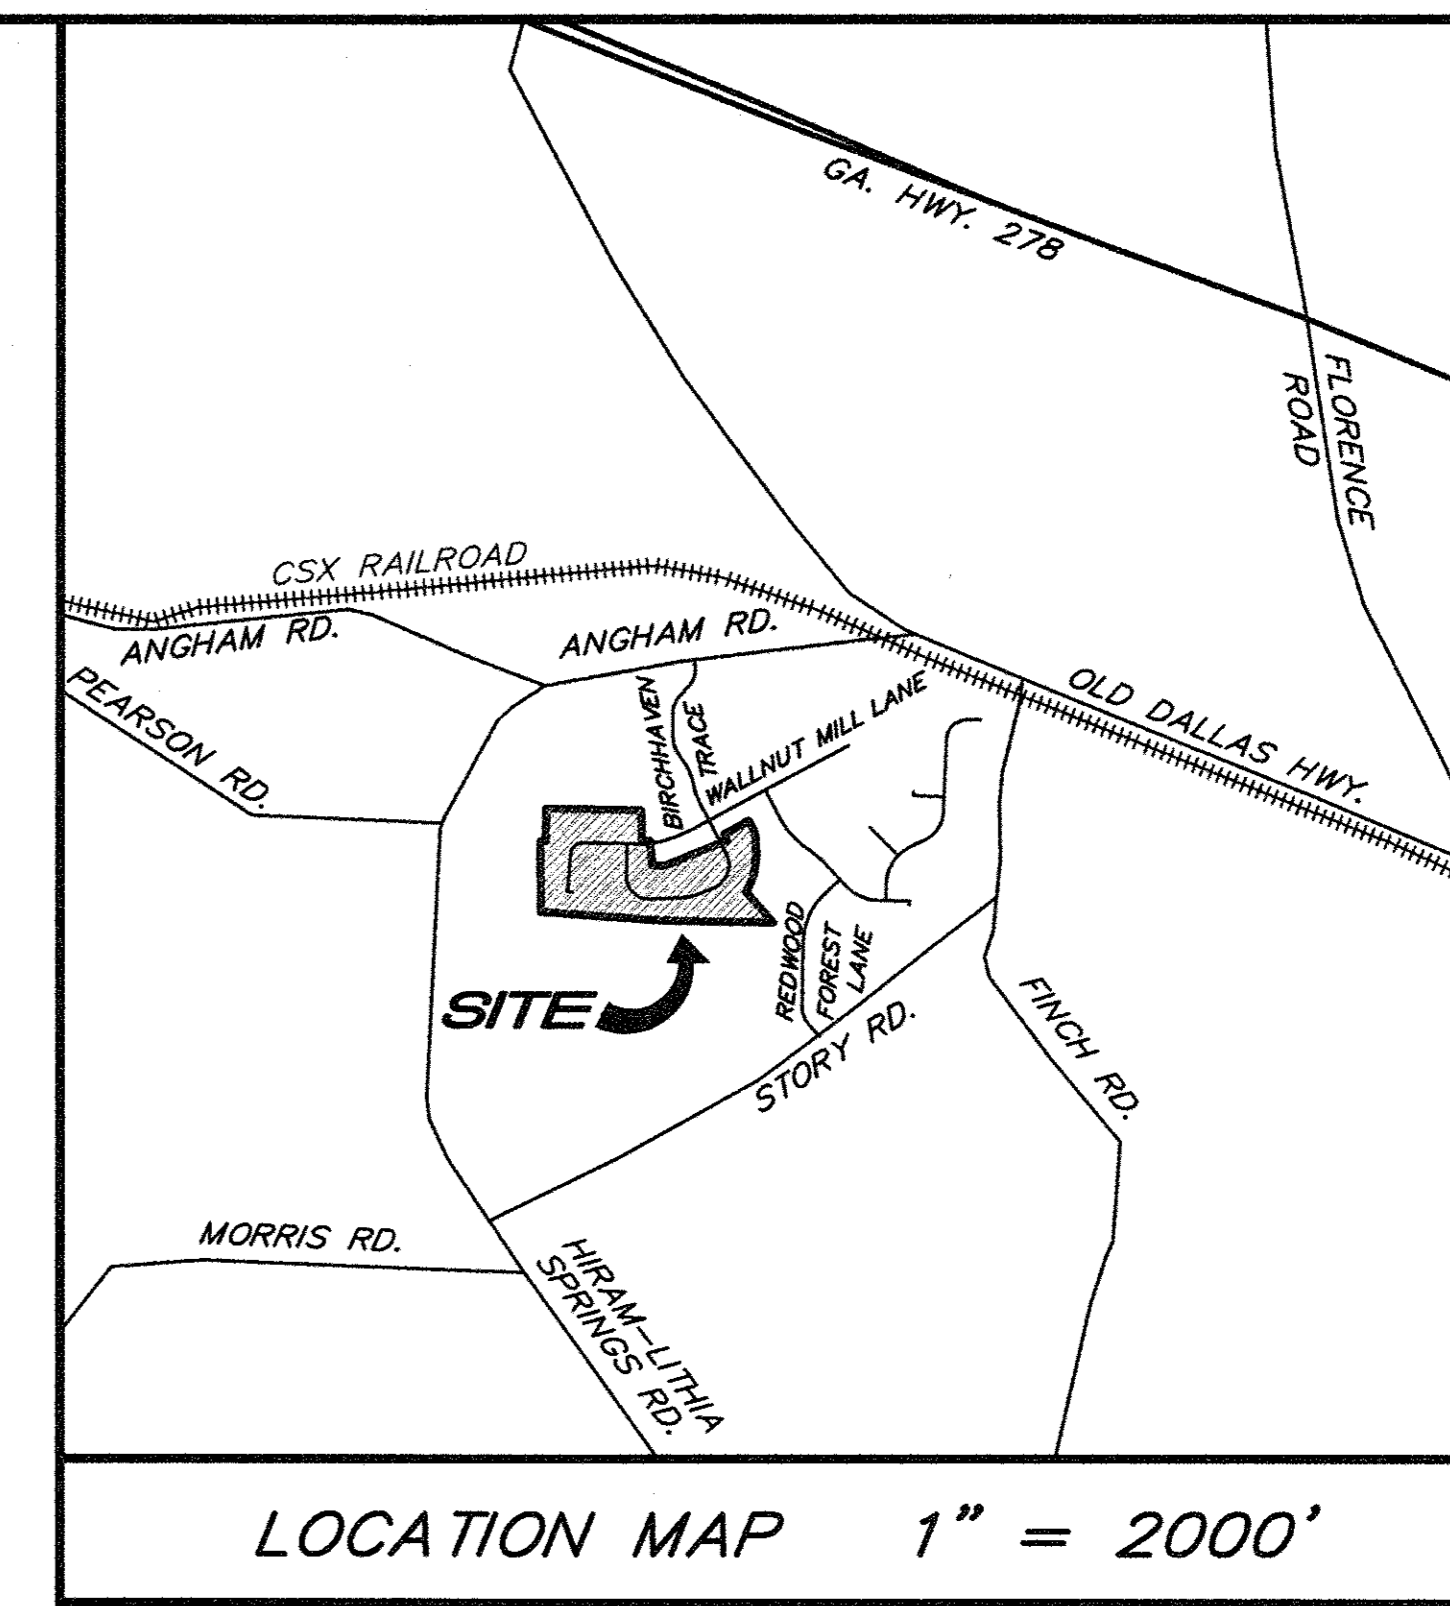 GA. HWY. 278
FLORENCE
ROAD
CSX RAILROAD
ANGHAM RD.
ANGHAM RD.
PEARSON RD.
BIRCHHAVEN
TRACE
WALLNUT MILL LANE
OLD DALLAS HWY.
REDWOOD
FOREST
LANE
SITE
STORY RD.
FINCH RD.
MORRIS RD.
HIRAM-LITHIA
SPRINGS RD.
LOCATION MAP 1" = 2000'